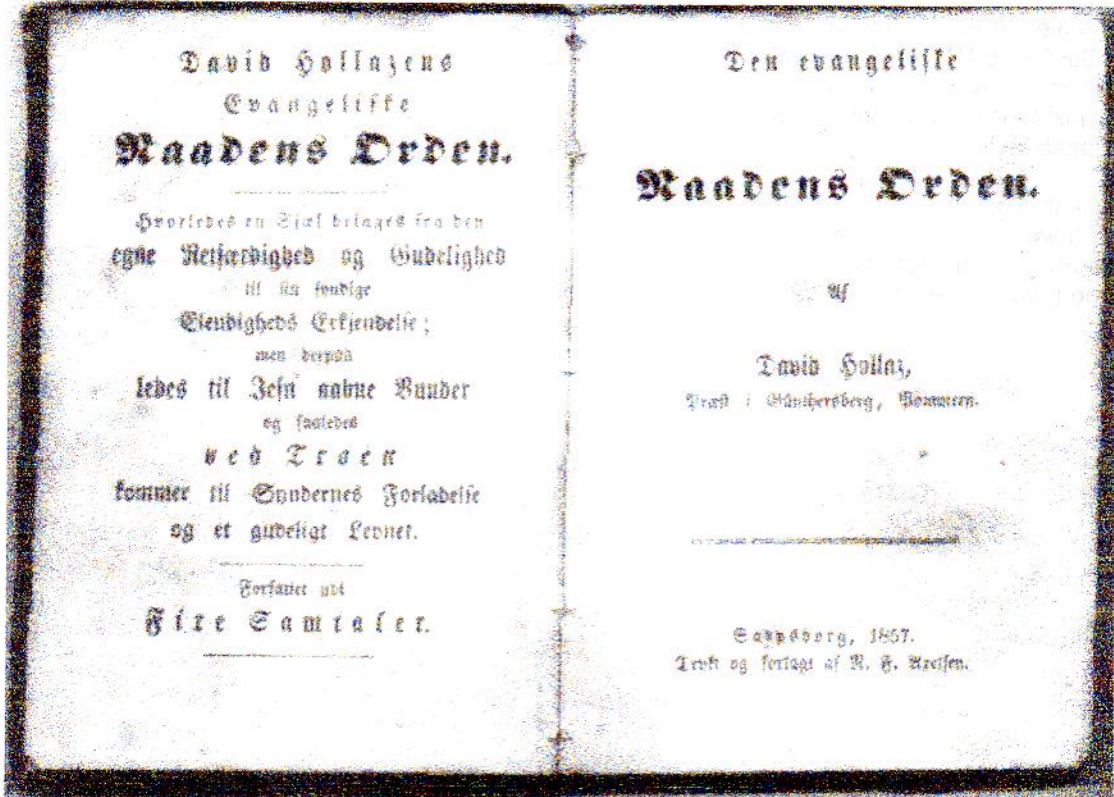 David Hollazens
Evangeliske
Naadens Orden.
Hvorledes en Sjæl betages fra den
egne Retfærdighed og Gudelighed
til sin syndige
Elendigheds Erkjendelse;
men derpaa
ledes til Jesu aabne Vunder
og saaledes
ved Troen
kommer til Syndernes Forladelse
og et gudeligt Levnet.
Forfattet udi
Fire Samtaler.
Den evangeliske
Naadens Orden.
Af
David Hollaz,
Præst i Günthersberg, Pommern.
Sarpsborg, 1857.
Trykt og forlagt af N. F. Axelsen.